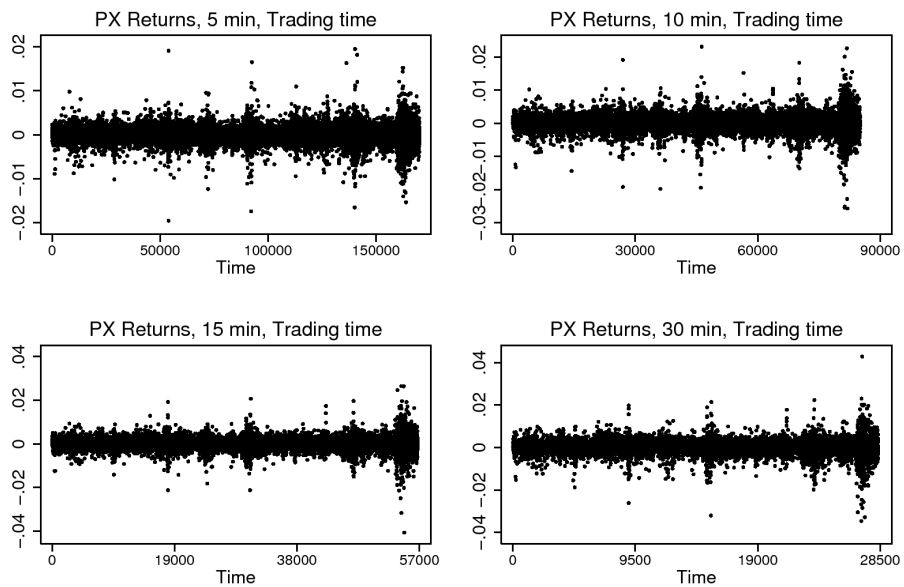 PX Returns, 5 min, Trading time
.02
.01
0
-.01
-.02
0 50000 100000 150000
Time
PX Returns, 10 min, Trading time
.02
.01
0
-.01
-.02
-.03
0 30000 60000 90000
Time
PX Returns, 15 min, Trading time
.04
.02
0
-.02
-.04
0 19000 38000 57000
Time
PX Returns, 30 min, Trading time
.04
.02
0
-.02
-.04
0 9500 19000 28500
Time